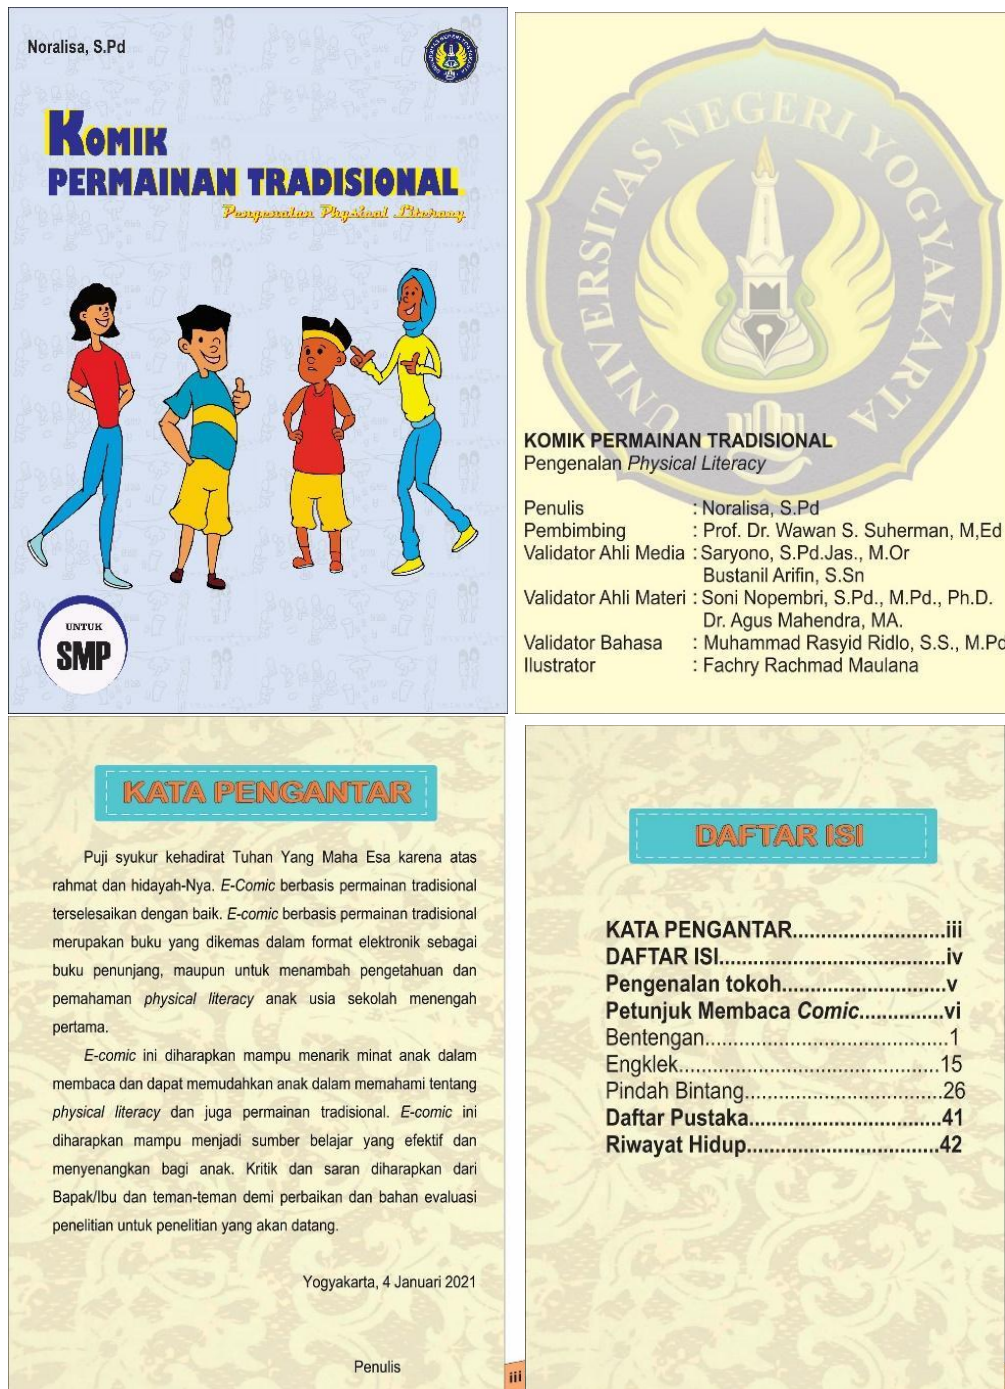 Noralisa, S.Pd
KOMIK
PERMAINAN TRADISIONAL
Pengenalan Physical Literacy
UNTUK
SMP
UNIVERSITAS NEGERI YOGYAKARTA
KOMIK PERMAINAN TRADISIONAL
Pengenalan Physical Literacy
Penulis : Noralisa, S.Pd
Pembimbing : Prof. Dr. Wawan S. Suherman, M,Ed
Validator Ahli Media : Saryono, S.Pd.Jas., M.Or
Bustanil Arifin, S.Sn
Validator Ahli Materi : Soni Nopembri, S.Pd., M.Pd., Ph.D.
Dr. Agus Mahendra, MA.
Validator Bahasa : Muhammad Rasyid Ridlo, S.S., M.Pd
Ilustrator : Fachry Rachmad Maulana
KATA PENGANTAR
Puji syukur kehadirat Tuhan Yang Maha Esa karena atas
rahmat dan hidayah-Nya. E-Comic berbasis permainan tradisional
terselesaikan dengan baik. E-comic berbasis permainan tradisional
merupakan buku yang dikemas dalam format elektronik sebagai
buku penunjang, maupun untuk menambah pengetahuan dan
pemahaman physical literacy anak usia sekolah menengah
pertama.
E-comic ini diharapkan mampu menarik minat anak dalam
membaca dan dapat memudahkan anak dalam memahami tentang
physical literacy dan juga permainan tradisional. E-comic ini
diharapkan mampu menjadi sumber belajar yang efektif dan
menyenangkan bagi anak. Kritik dan saran diharapkan dari
Bapak/Ibu dan teman-teman demi perbaikan dan bahan evaluasi
penelitian untuk penelitian yang akan datang.
Yogyakarta, 4 Januari 2021
Penulis
iii
DAFTAR ISI
KATA PENGANTAR..........................iii
DAFTAR ISI.......................................iv
Pengenalan tokoh.............................v
Petunjuk Membaca Comic...............vi
Bentengan..........................................1
Engklek.............................................15
Pindah Bintang..................................26
Daftar Pustaka.................................41
Riwayat Hidup.................................42